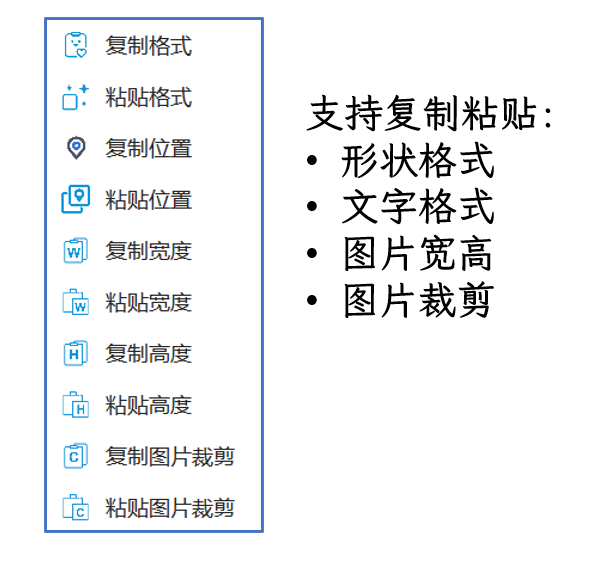 复制格式
粘贴格式
复制位置
粘贴位置
W 复制宽度
W 粘贴宽度
H 复制高度
H 粘贴高度
C 复制图片裁剪
C 粘贴图片裁剪
支持复制粘贴:
• 形状格式
• 文字格式
• 图片宽高
• 图片裁剪